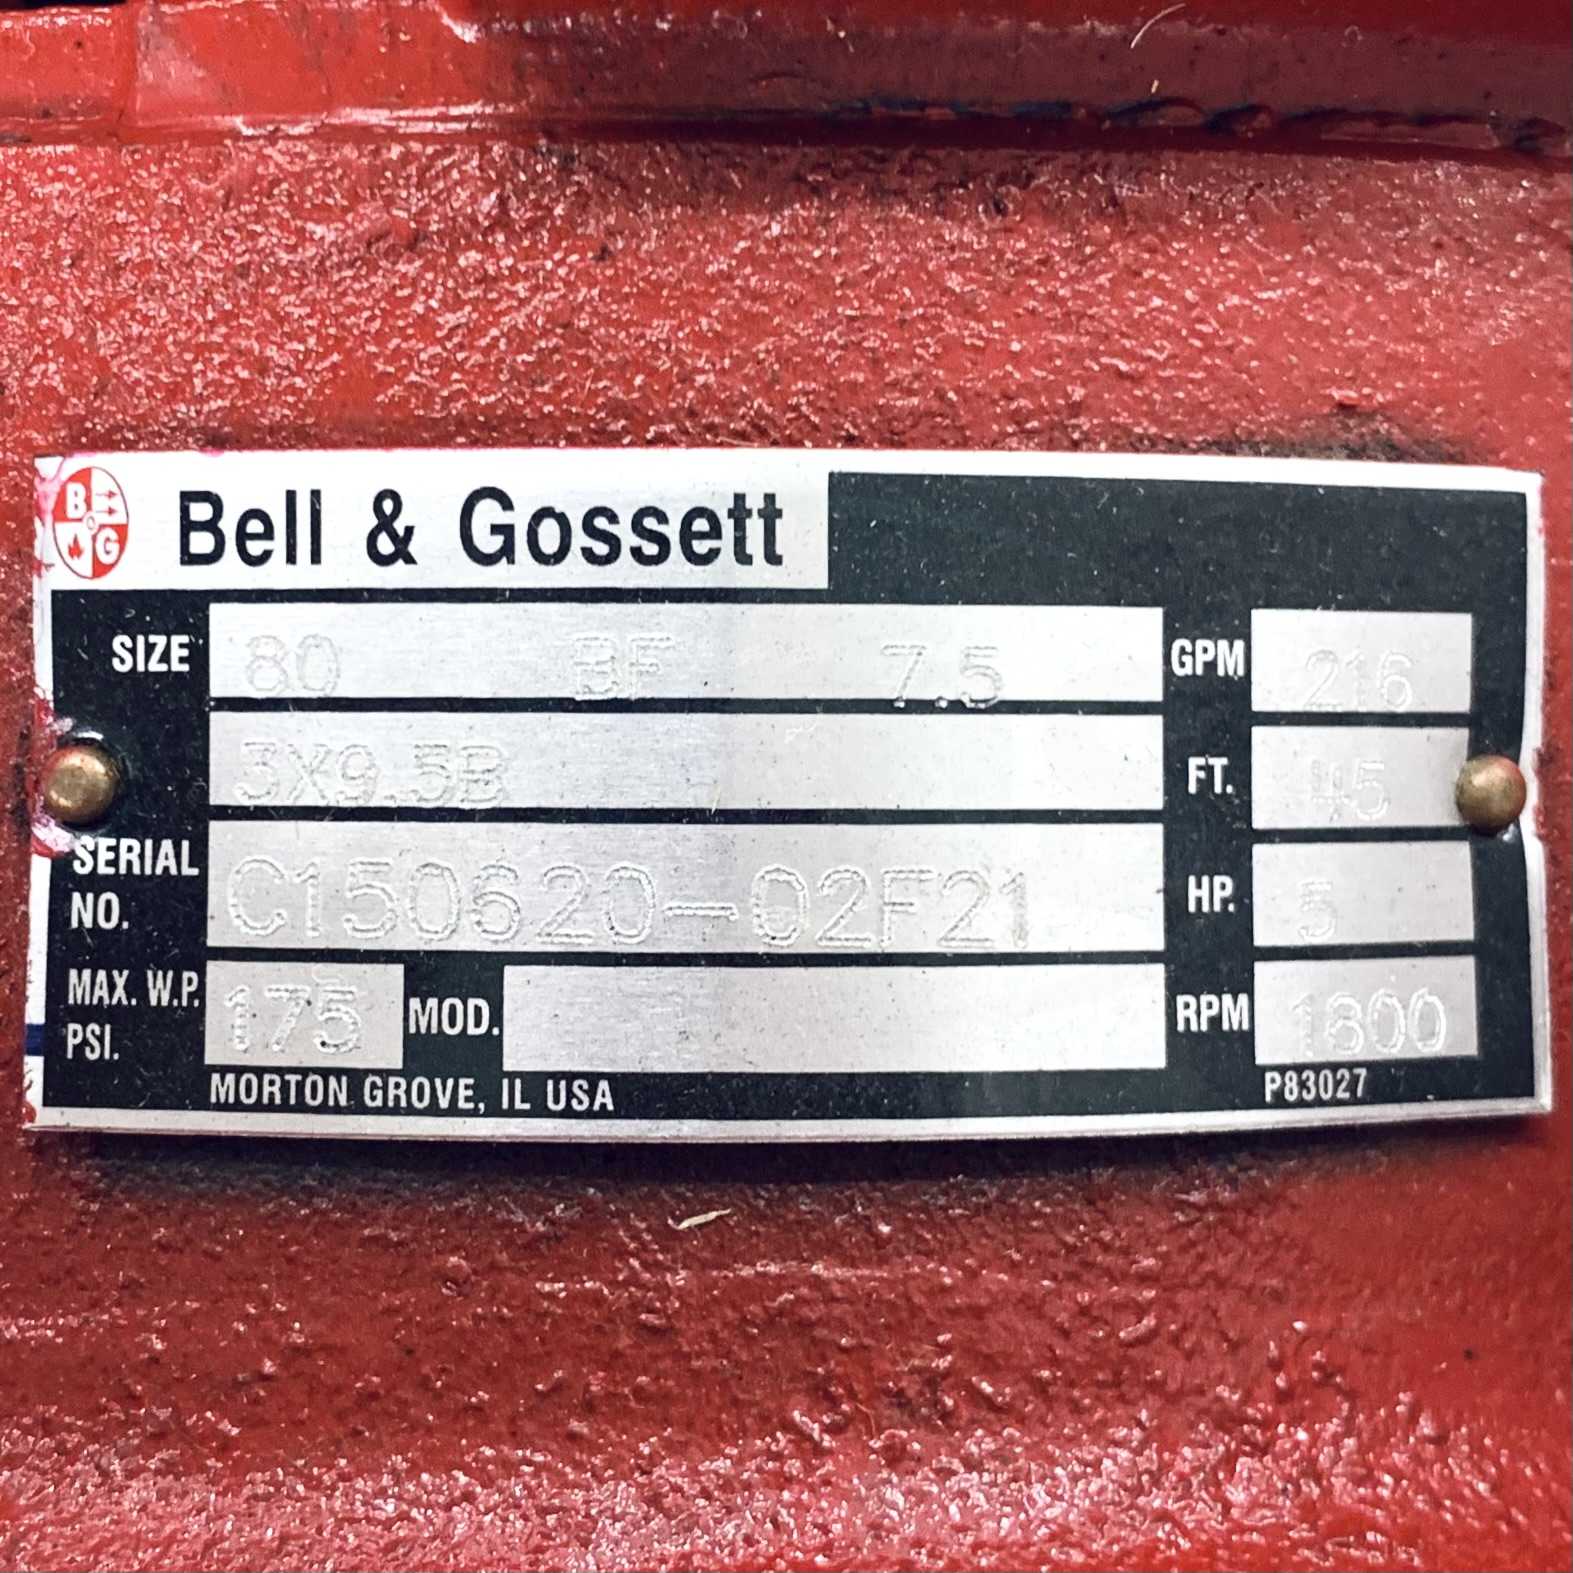 B G Bell & Gossett
SIZE 80 BF 7.5 GPM 216
3X9.5B FT. 45
SERIAL NO. C150620-02F21 HP. 5
MAX. W.P. PSI. 175 MOD. RPM 1800
MORTON GROVE, IL USA P83027